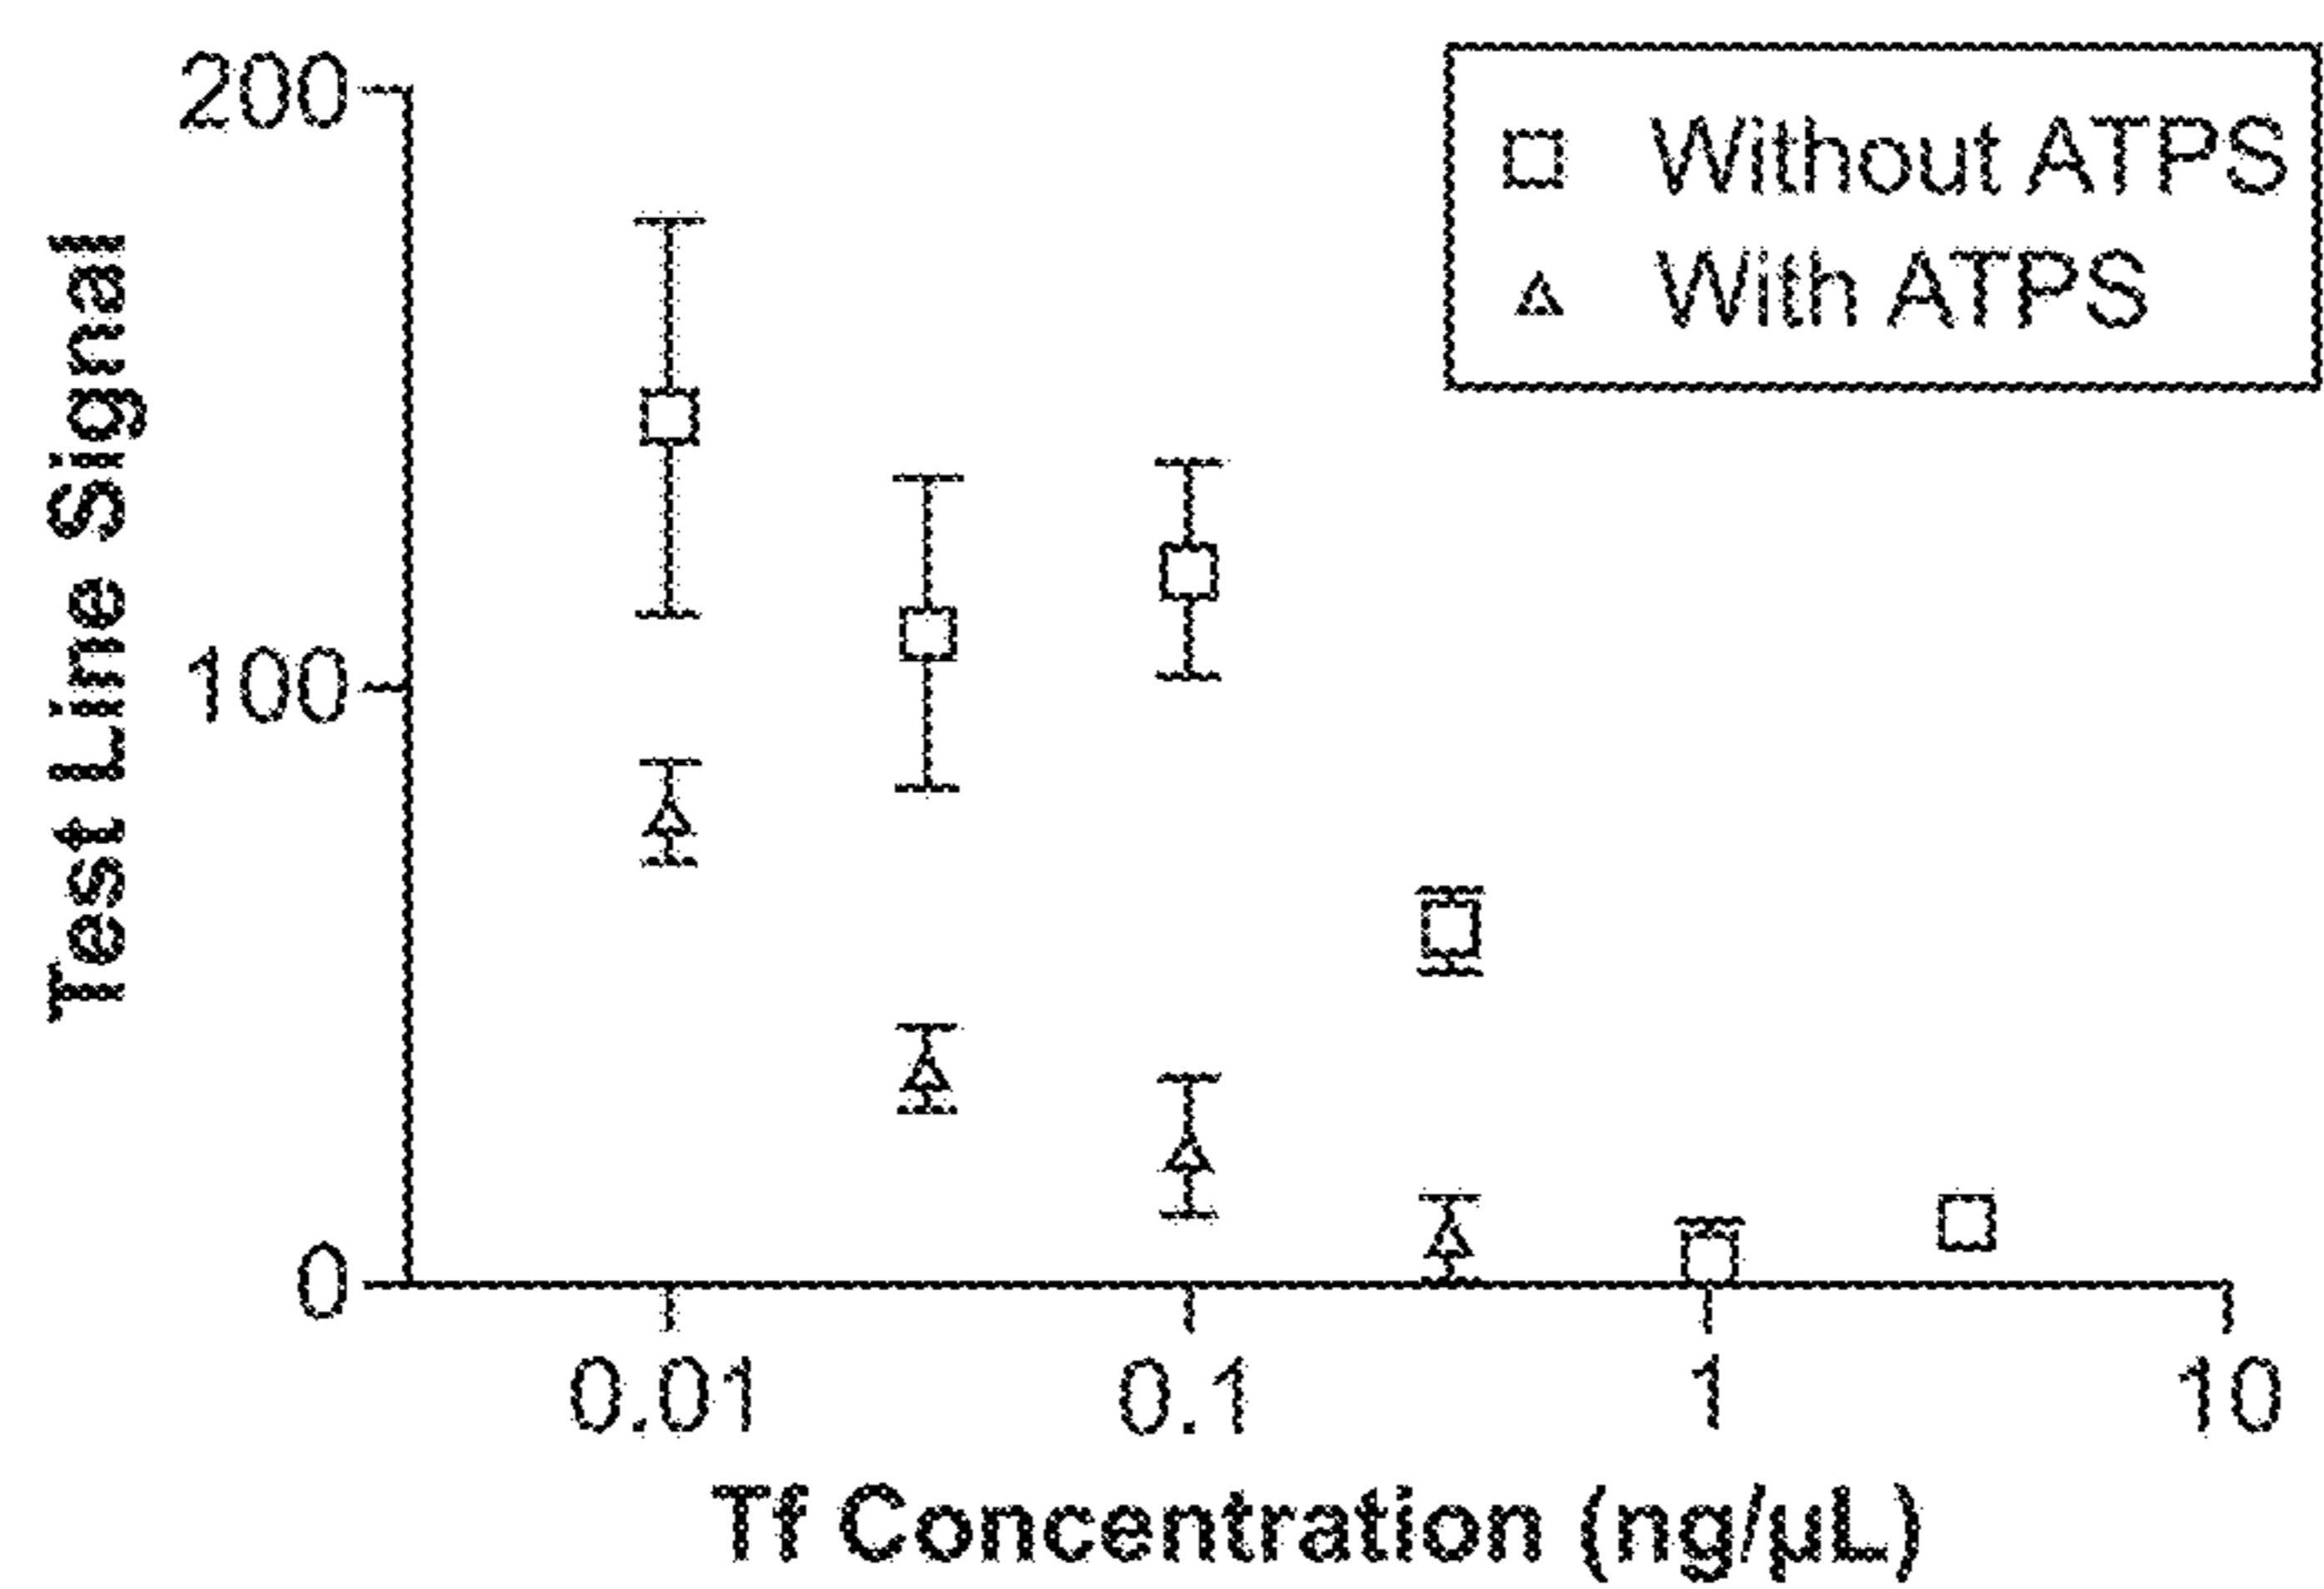 200
100
0
Test Line Signal
Without ATPS
With ATPS
0.01
0.1
1
10
Tf Concentration (ng/µL)